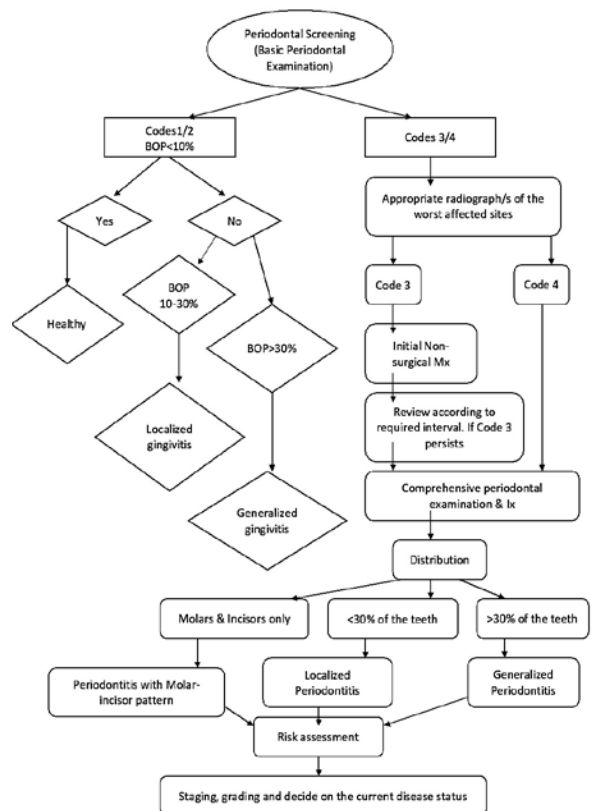 Periodontal Screening
(Basic Periodontal
Examination)
Codes1/2
BOP<10%
Codes 3/4
Yes
No
Appropriate radiograph/s of the
worst affected sites
BOP
10-30%
Code 3
Code 4
Healthy
BOP>30%
Initial Non-
surgical Mx
Localized
gingivitis
Review according to
required interval. If Code 3
persists
Generalized
gingivitis
Comprehensive periodontal
examination & Ix
Distribution
Molars & Incisors only
<30% of the teeth
>30% of the teeth
Periodontitis with Molar-
incisor pattern
Localized
Periodontitis
Generalized
Periodontitis
Risk assessment
Staging, grading and decide on the current disease status